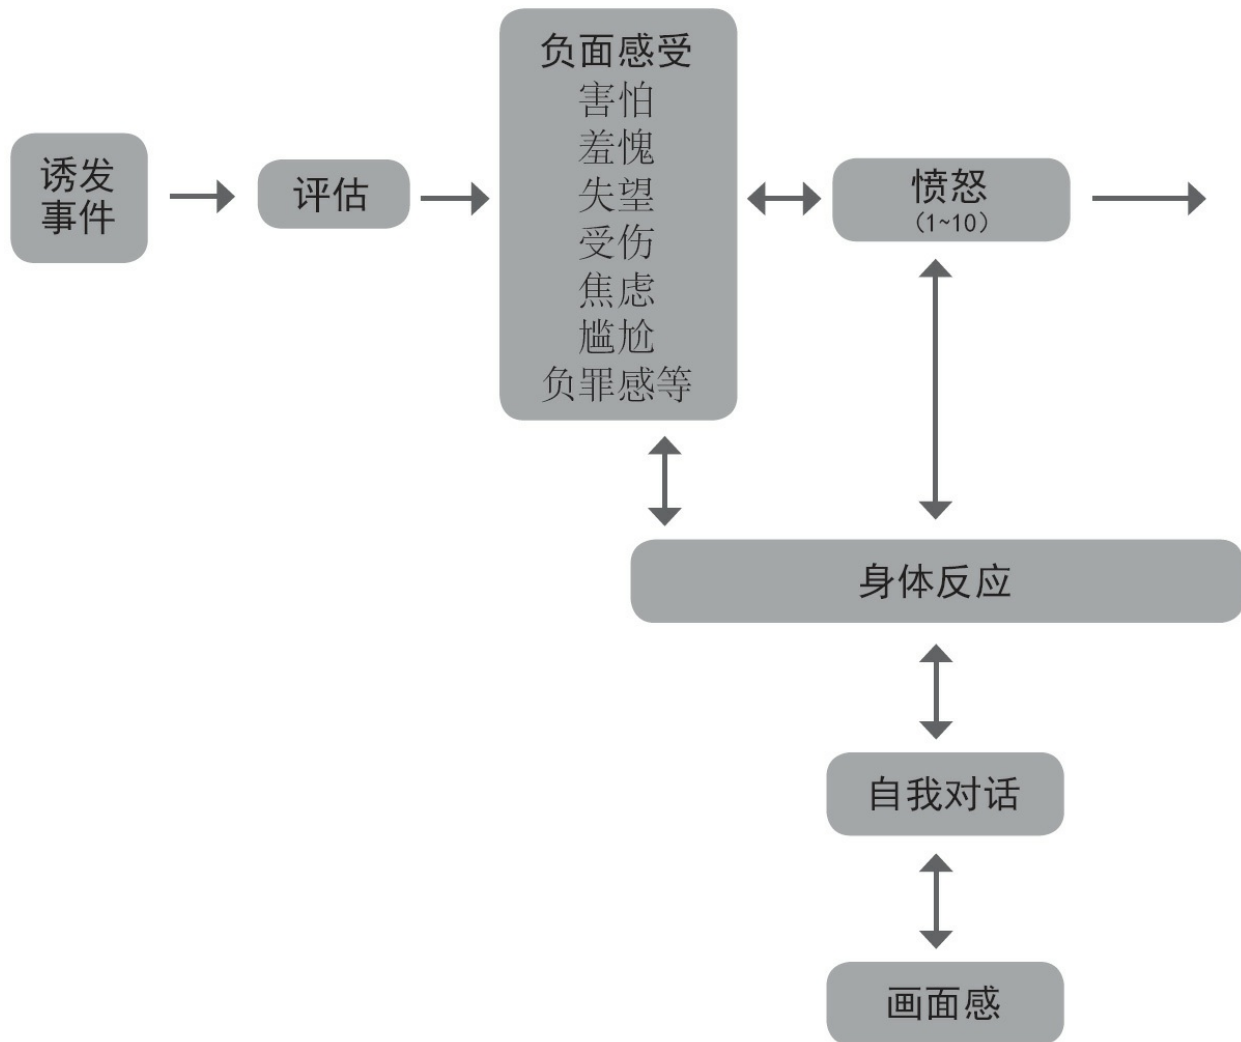 诱发
事件
评估
负面感受
害怕
羞愧
失望
受伤
焦虑
尴尬
负罪感等
愤怒
（1~10）
身体反应
自我对话
画面感